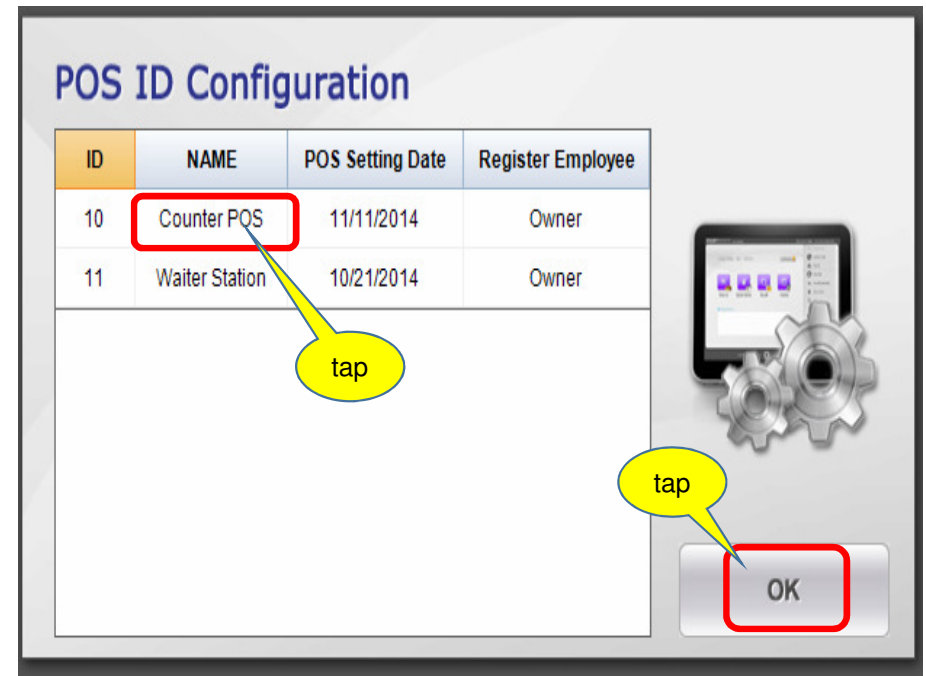 POS ID Configuration
ID NAME POS Setting Date Register Employee
10 Counter POS 11/11/2014 Owner
11 Waiter Station 10/21/2014 Owner
tap
tap
OK